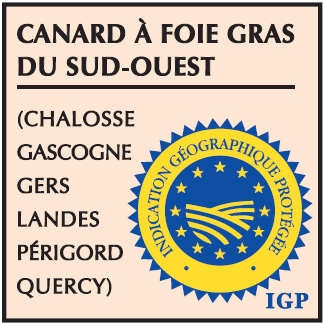 CANARD À FOIE GRAS
DU SUD-OUEST
(CHALOSSE
GASCOGNE
GERS
LANDES
PÉRIGORD
QUERCY)
INDICATION GÉOGRAPHIQUE PROTÉGÉE
IGP